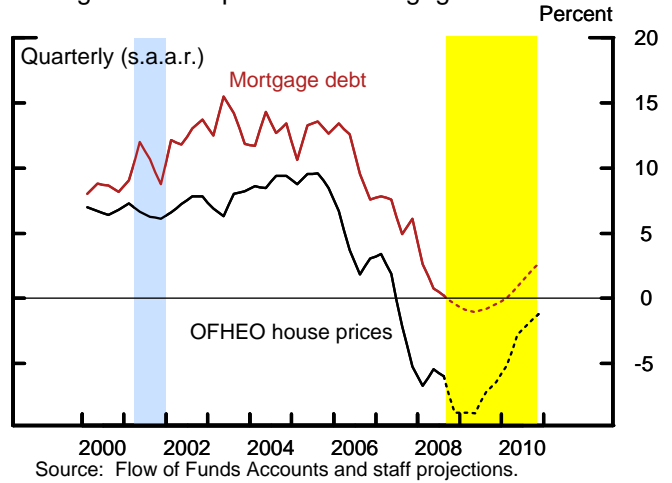 Percent
20
Quarterly (s.a.a.r.)
Mortgage debt
15
10
5
0
OFHEO house prices
-5
2000 2002 2004 2006 2008 2010
Source: Flow of Funds Accounts and staff projections.